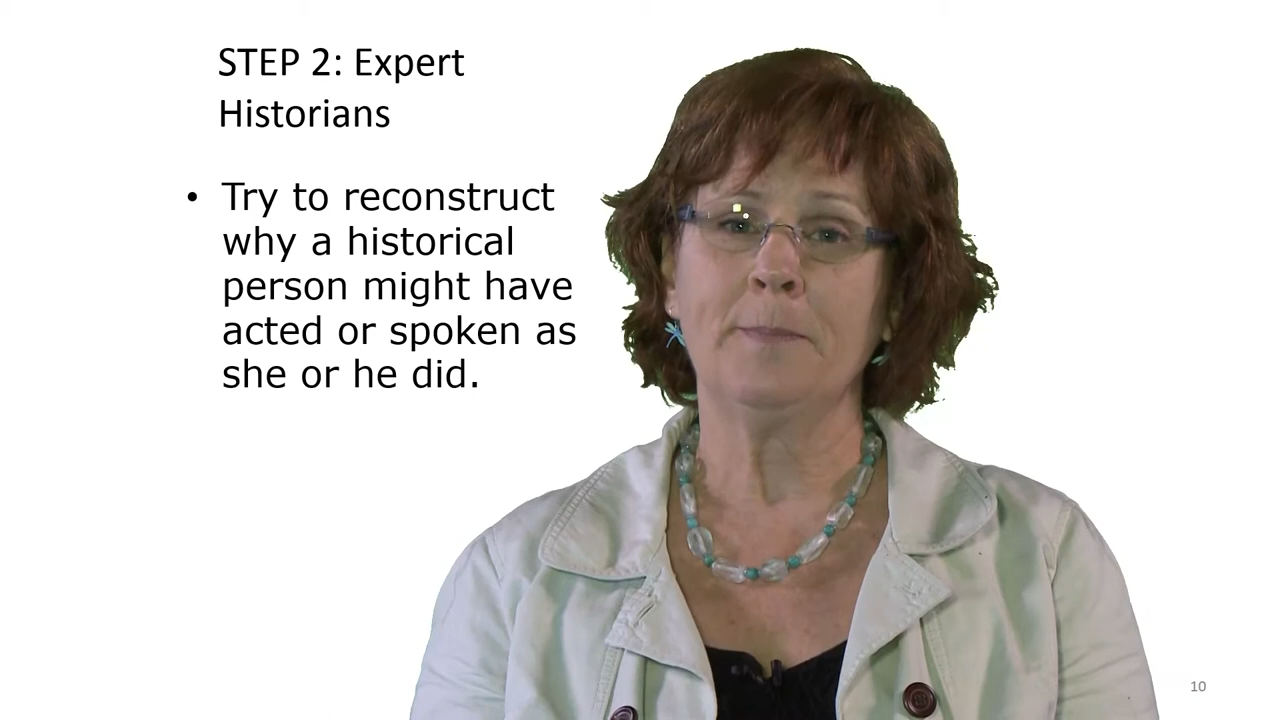 STEP 2: Expert
Historians
• Try to reconstruct
why a historical
person might have
acted or spoken as
she or he did.
10